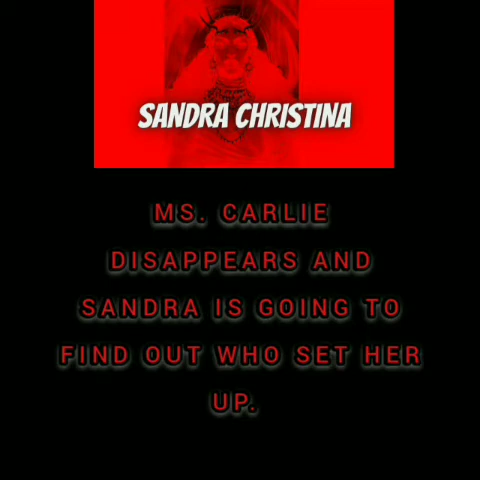 SANDRA CHRISTINA
MS. CARLIE
DISAPPEARS AND
SANDRA IS GOING TO
FIND OUT WHO SET HER
UP.